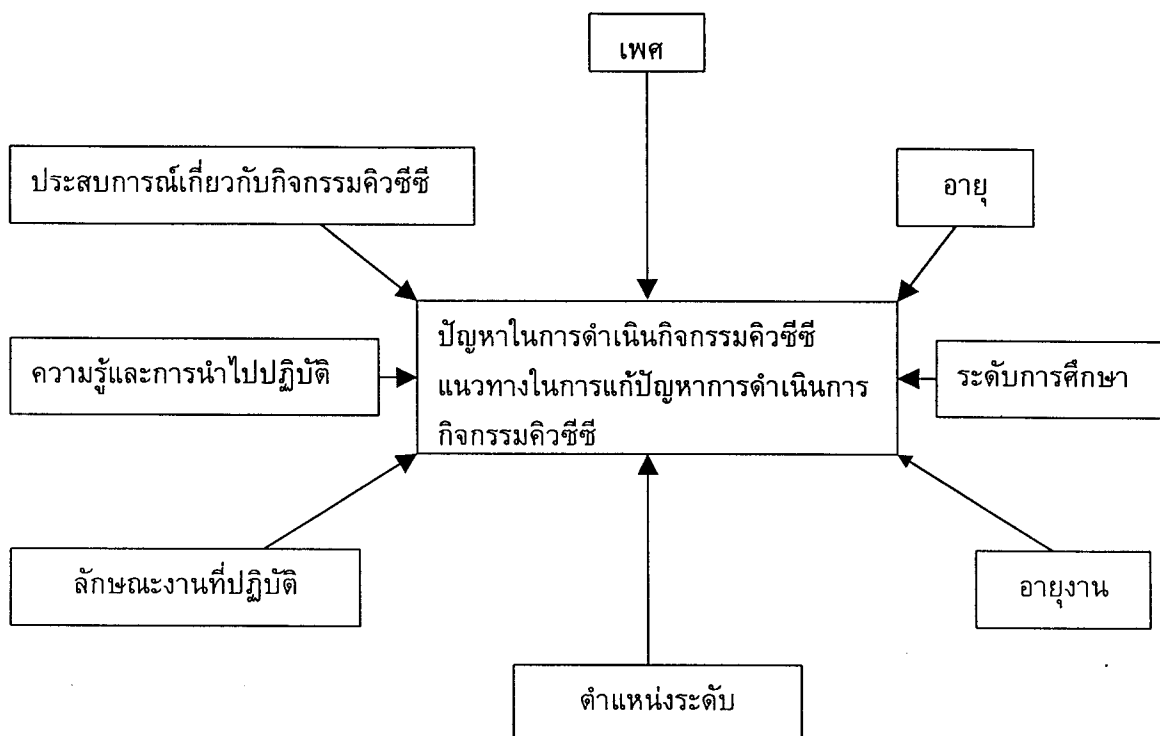 เพศ
ประสบการณ์เกี่ยวกับกิจกรรมคิวซีซี
อายุ
ปัญหาในการดำเนินกิจกรรมคิวซีซี
แนวทางในการแก้ปัญหาการดำเนินการ
กิจกรรมคิวซีซี
ความรู้และการนำไปปฏิบัติ
ระดับการศึกษา
ลักษณะงานที่ปฏิบัติ
อายุงาน
ตำแหน่งระดับ